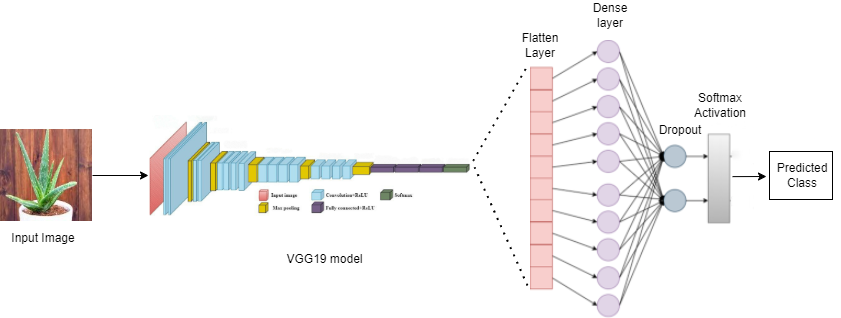 Dense
layer
Flatten
Layer
Softmax
Activation
Dropout
Predicted
Class
Input image
Convolution+ReLU
Softmax
Max pooling
Fully connected+ReLU
Input Image
VGG19 model